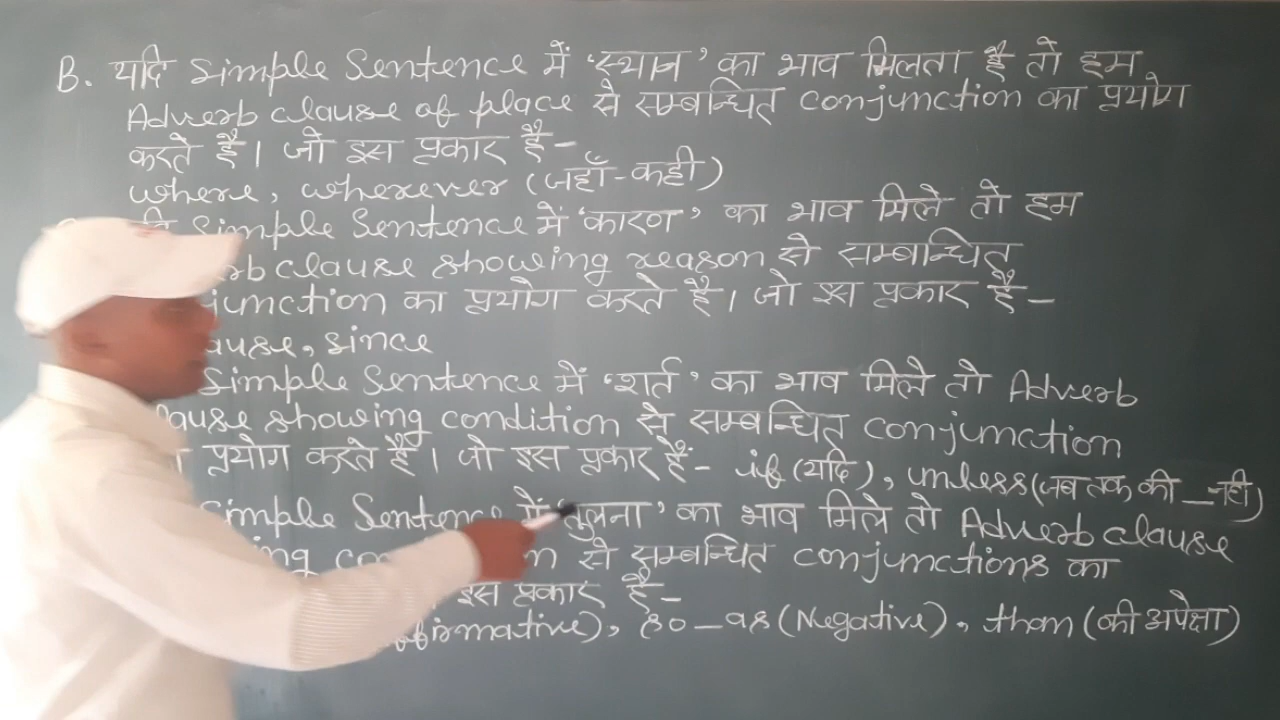 B. यदि Simple Sentence में 'स्थान' का भाव मिलता है तो हम
Adverb clause of place से सम्बन्धित conjunction का प्रयोग
करते हैं। जो इस प्रकार हैं-
where, wherever (जहाँ-कही)
Simple Sentence में 'कारण' का भाव मिले तो हम
clause showing reason से सम्बन्धित
का प्रयोग करते हैं। जो इस प्रकार हैं-
since
Simple Sentence में 'शर्त' का भाव मिले तो Adverb
showing condition से सम्बन्धित conjunction
प्रयोग करते हैं। जो इस प्रकार हैं- if (यदि), unless (जब तक की _ नही)
Simple Sentence में 'तुलना' का भाव मिले तो Adverb clause
से सम्बन्धित conjunctions का
इस प्रकार हैं-
so _ as (Negative), than (की अपेक्षा)